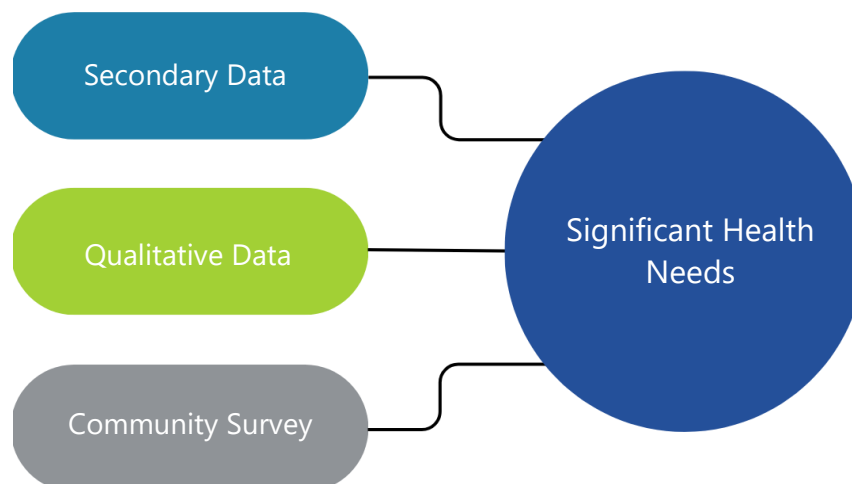 Secondary Data
Qualitative Data
Community Survey
Significant Health
Needs